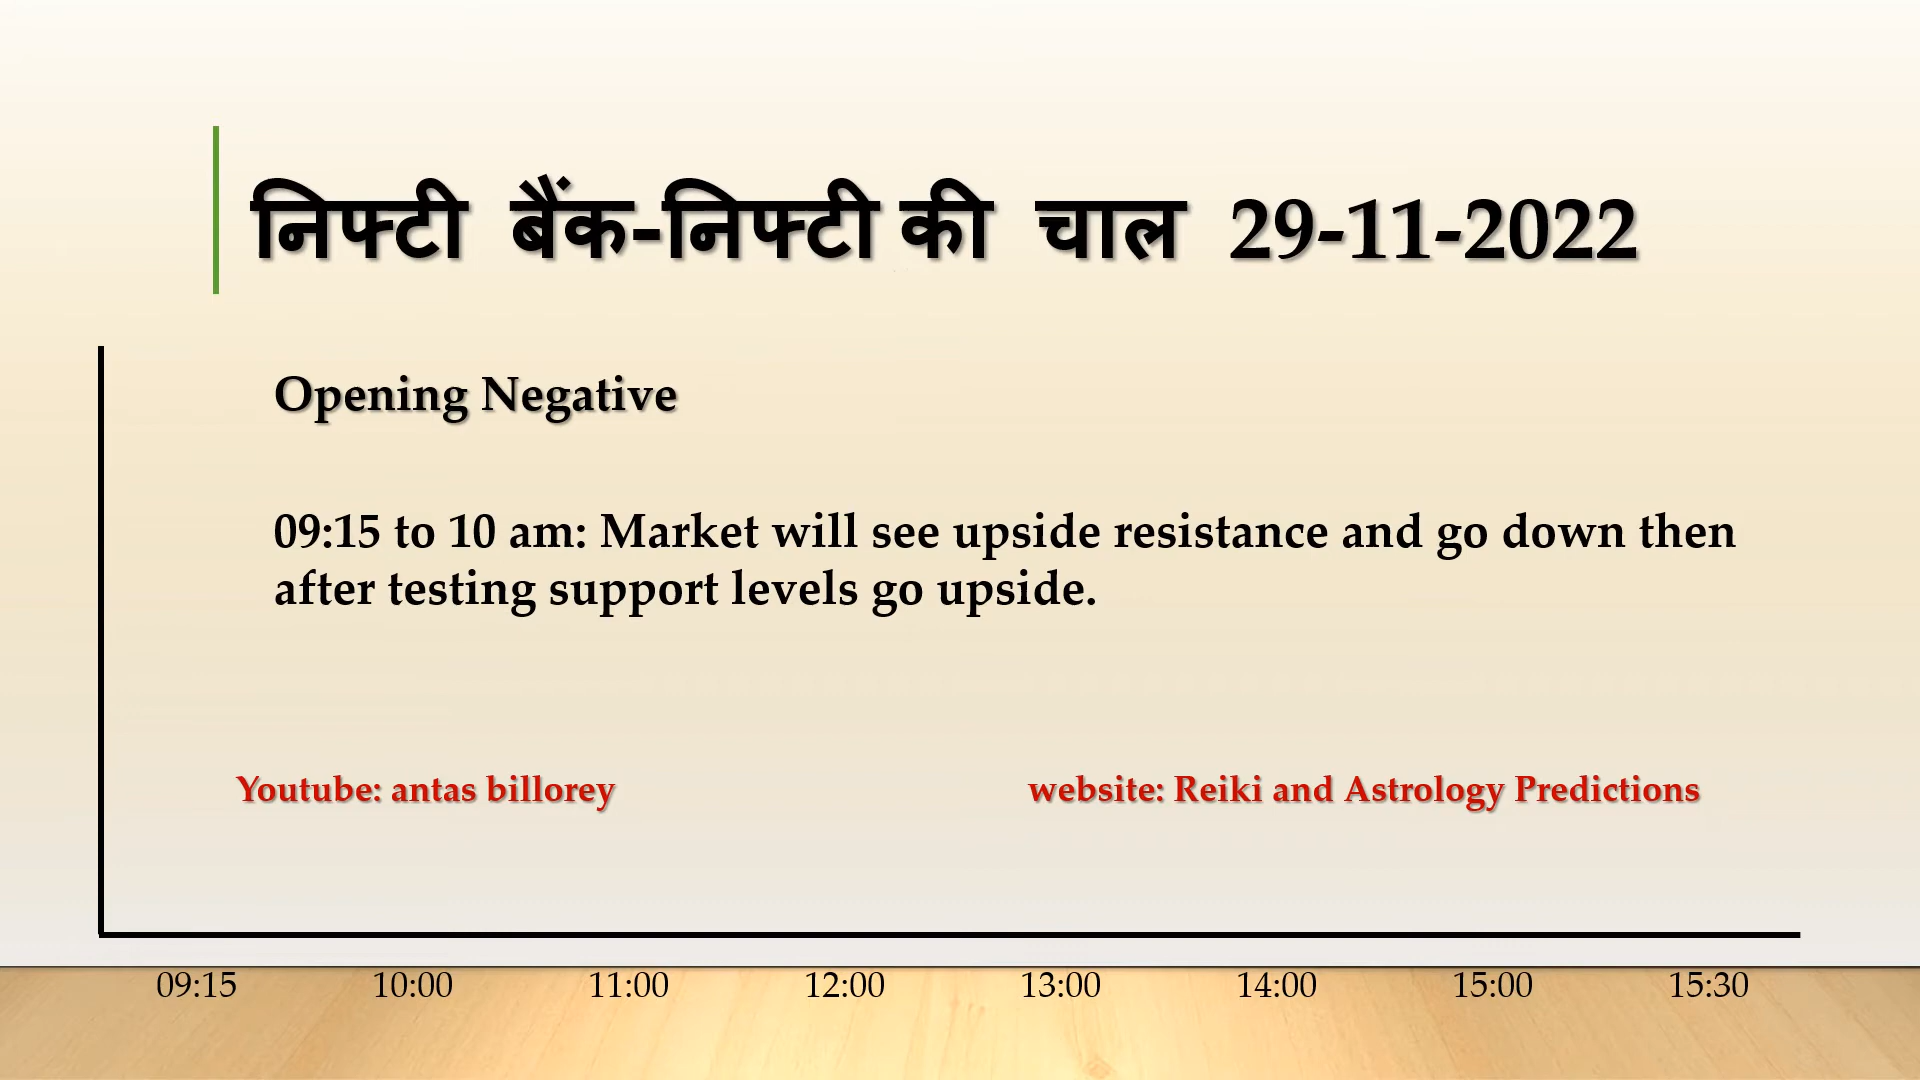 निफ्टी बैंक-निफ्टी की चाल 29-11-2022
Opening Negative
09:15 to 10 am: Market will see upside resistance and go down then
after testing support levels go upside.
Youtube: antas billorey website: Reiki and Astrology Predictions
09:15 10:00 11:00 12:00 13:00 14:00 15:00 15:30